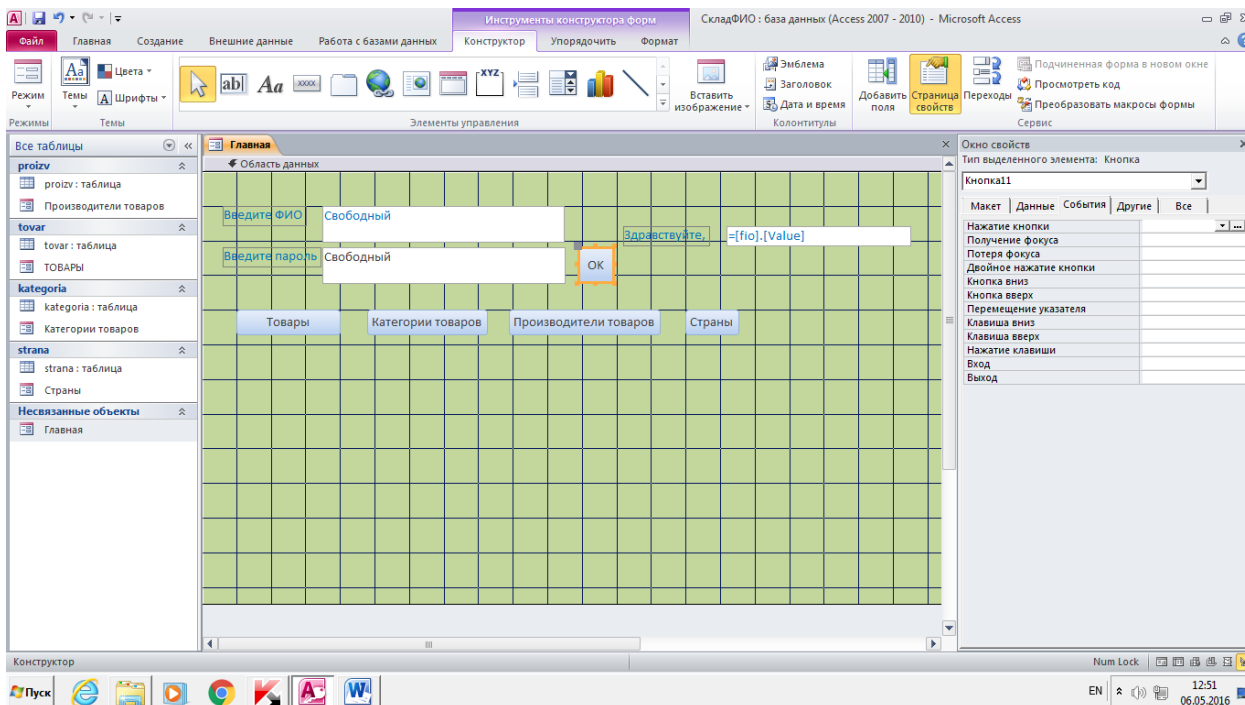 Инструменты конструктора форм
СкладФИО : база данных (Access 2007 - 2010) - Microsoft Access
Файл Главная Создание Внешние данные Работа с базами данных Конструктор Упорядочить Формат
Режим
Режимы
Aa
Темы
Цвета
Шрифты
Темы
ab| Aa xxxx XYZ
Элементы управления
Вставить
изображение
Эмблема
Заголовок
Дата и время
Колонтитулы
Добавить
поля
Страница
свойств
Переходы
Подчиненная форма в новом окне
Просмотреть код
Преобразовать макросы формы
Сервис
Все таблицы
proizv
proizv : таблица
Производители товаров
tovar
tovar : таблица
ТОВАРЫ
kategoria
kategoria : таблица
Категории товаров
strana
strana : таблица
Страны
Несвязанные объекты
Главная
Главная
Область данных
Введите ФИО Свободный
Здравствуйте, =[fio].[Value]
Введите пароль Свободный
ОК
Товары Категории товаров Производители товаров Страны
Окно свойств
Тип выделенного элемента: Кнопка
Кнопка11
Макет Данные События Другие Все
Нажатие кнопки
Получение фокуса
Потеря фокуса
Двойное нажатие кнопки
Кнопка вниз
Кнопка вверх
Перемещение указателя
Клавиша вниз
Клавиша вверх
Нажатие клавиши
Вход
Выход
Конструктор
Num Lock
Пуск
EN
12:51
06.05.2016